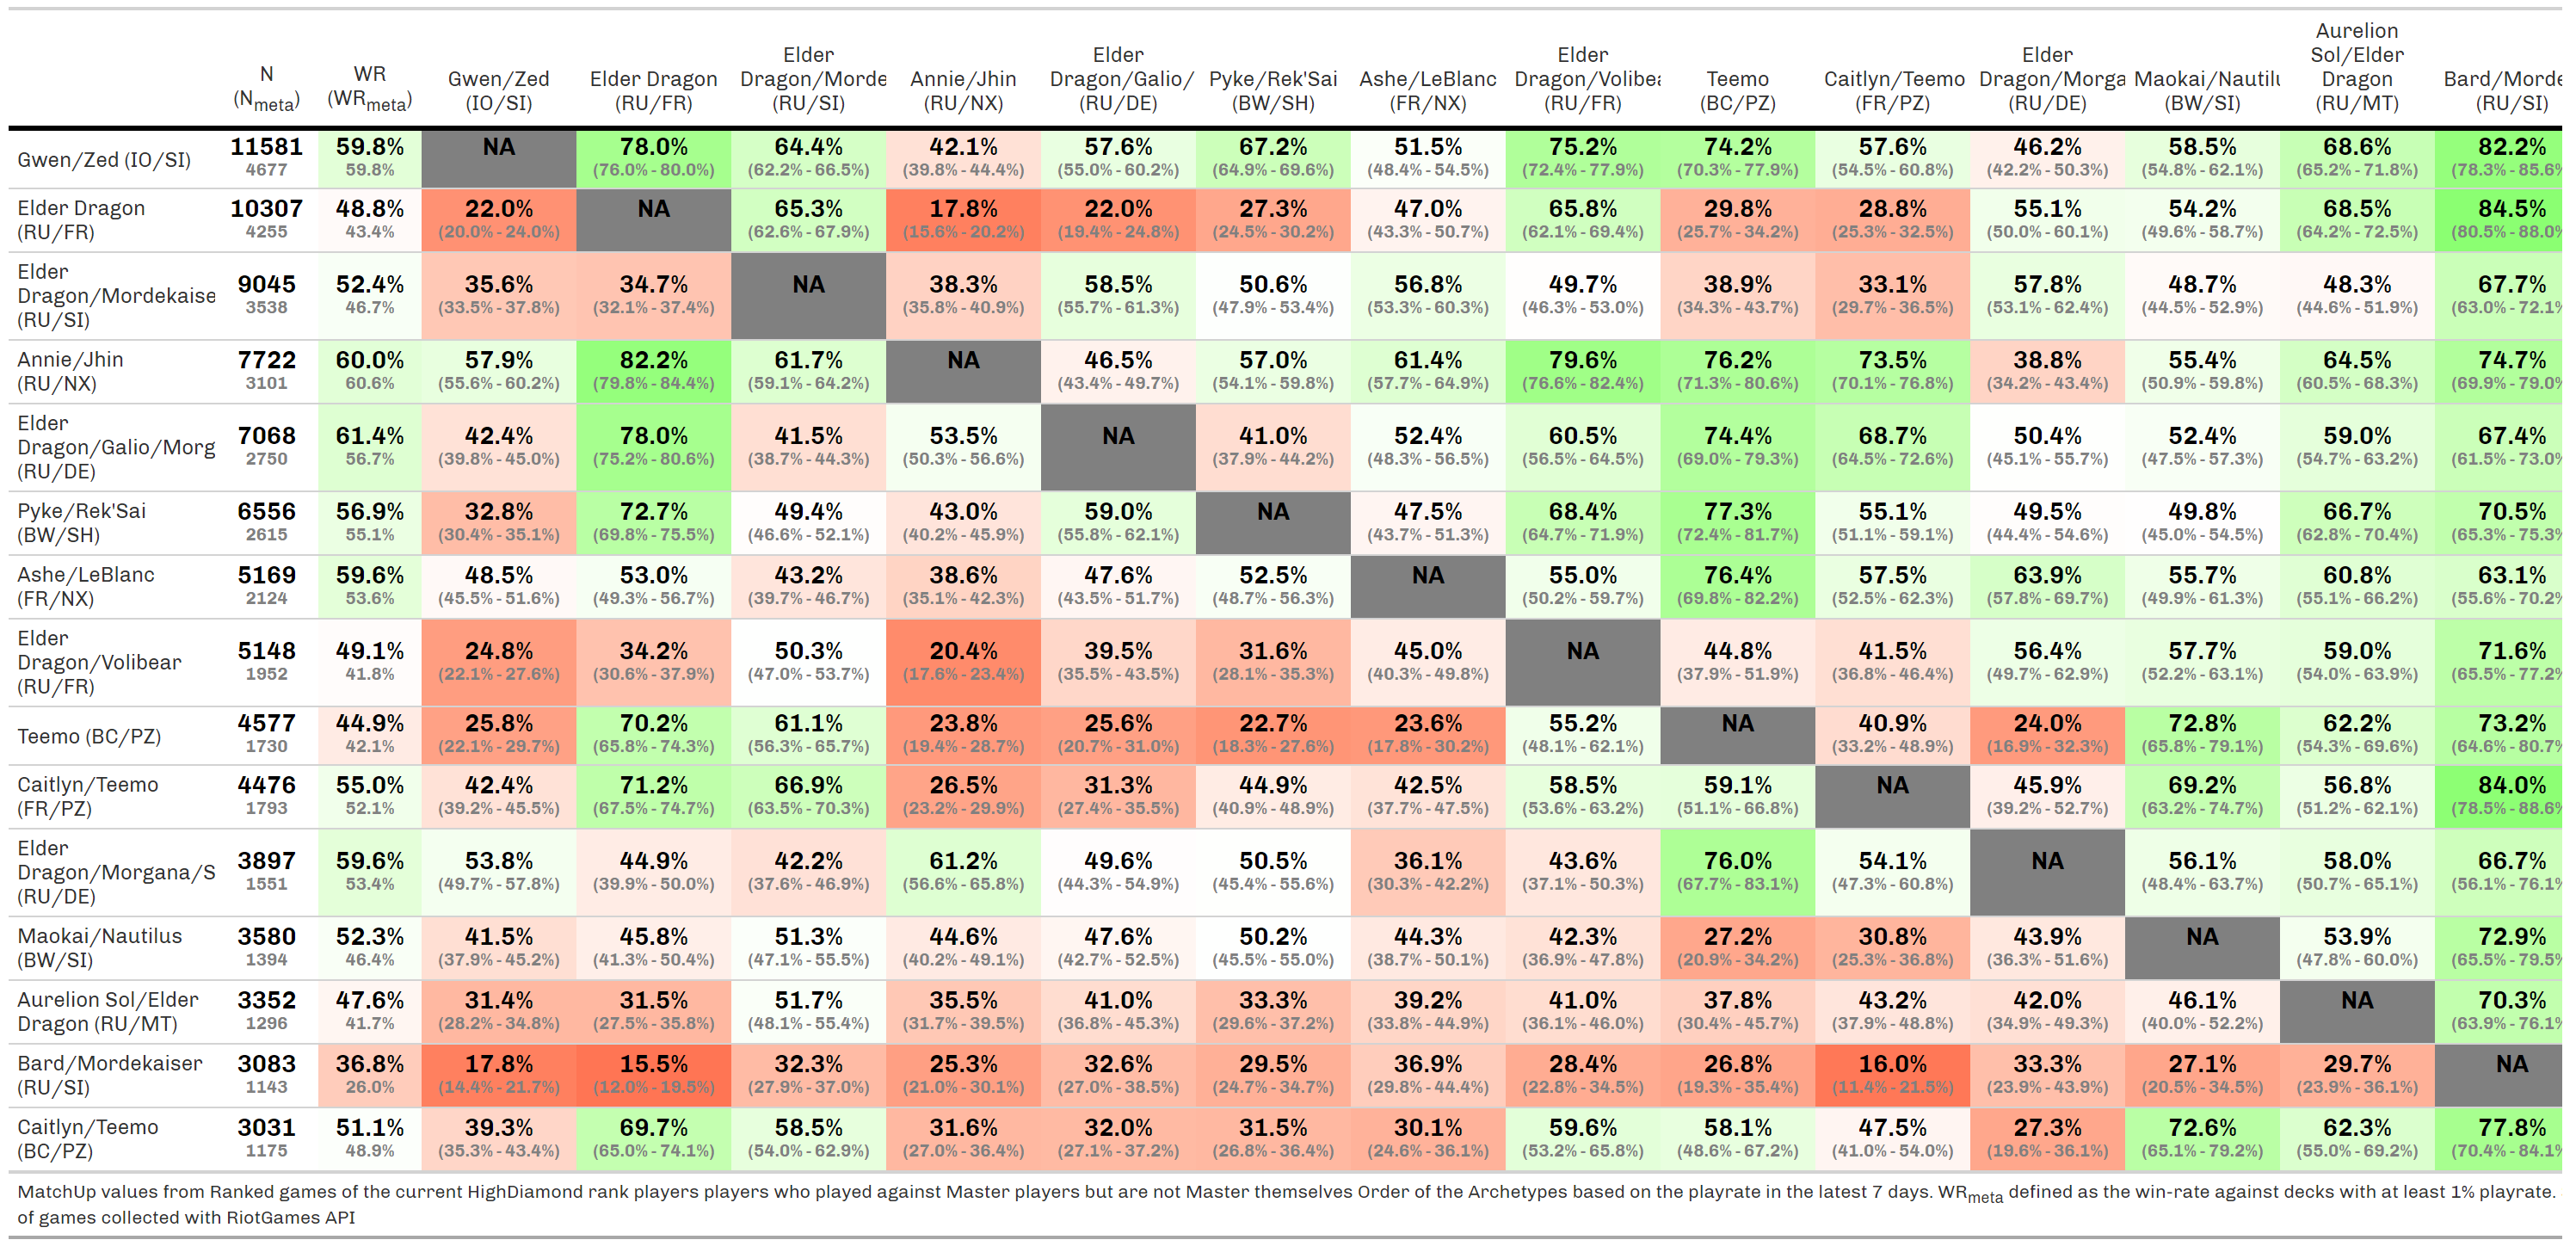 N (Nmeta) WR (WRmeta) Gwen/Zed (IO/SI) Elder Dragon (RU/FR) Elder Dragon/Morde (RU/SI) Annie/Jhin (RU/NX) Elder Dragon/Galio/ (RU/DE) Pyke/Rek'Sai (BW/SH) Ashe/LeBlanc (FR/NX) Elder Dragon/Volibea (RU/FR) Teemo (BC/PZ) Caitlyn/Teemo (FR/PZ) Elder Dragon/Morga (RU/DE) Maokai/Nautilu (BW/SI) Aurelion Sol/Elder Dragon (RU/MT) Bard/Morde (RU/SI)
Gwen/Zed (IO/SI) 11581 59.8% NA 78.0% 64.4% 42.1% 57.6% 67.2% 51.5% 75.2% 74.2% 57.6% 46.2% 58.5% 68.6% 82.2%
4677 59.8% (76.0% - 80.0%) (62.2% - 66.5%) (39.8% - 44.4%) (55.0% - 60.2%) (64.9% - 69.6%) (48.4% - 54.5%) (72.4% - 77.9%) (70.3% - 77.9%) (54.5% - 60.8%) (42.2% - 50.3%) (54.8% - 62.1%) (65.2% - 71.8%) (78.3% - 85.6%
Elder Dragon 10307 48.8% 22.0% NA 65.3% 17.8% 22.0% 27.3% 47.0% 65.8% 29.8% 28.8% 55.1% 54.2% 68.5% 84.5%
(RU/FR) 4255 43.4% (20.0% - 24.0%) (62.6% - 67.9%) (15.6% - 20.2%) (19.4% - 24.8%) (24.5% - 30.2%) (43.3% - 50.7%) (62.1% - 69.4%) (25.7% - 34.2%) (25.3% - 32.5%) (50.0% - 60.1%) (49.6% - 58.7%) (64.2% - 72.5%) (80.5% - 88.0%
Elder
Dragon/Mordekaise 9045 52.4% 35.6% 34.7% NA 38.3% 58.5% 50.6% 56.8% 49.7% 38.9% 33.1% 57.8% 48.7% 48.3% 67.7%
(RU/SI) 3538 46.7% (33.5% - 37.8%) (32.1% - 37.4%) (35.8% - 40.9%) (55.7% - 61.3%) (47.9% - 53.4%) (53.3% - 60.3%) (46.3% - 53.0%) (34.3% - 43.7%) (29.7% - 36.5%) (53.1% - 62.4%) (44.5% - 52.9%) (44.6% - 51.9%) (63.0% - 72.1%
Annie/Jhin 7722 60.0% 57.9% 82.2% 61.7% NA 46.5% 57.0% 61.4% 79.6% 76.2% 73.5% 38.8% 55.4% 64.5% 74.7%
(RU/NX) 3101 60.6% (55.6% - 60.2%) (79.8% - 84.4%) (59.1% - 64.2%) (43.4% - 49.7%) (54.1% - 59.8%) (57.7% - 64.9%) (76.6% - 82.4%) (71.3% - 80.6%) (70.1% - 76.8%) (34.2% - 43.4%) (50.9% - 59.8%) (60.5% - 68.3%) (69.9% - 79.0%
Elder
Dragon/Galio/Morg 7068 61.4% 42.4% 78.0% 41.5% 53.5% NA 41.0% 52.4% 60.5% 74.4% 68.7% 50.4% 52.4% 59.0% 67.4%
(RU/DE) 2750 56.7% (39.8% - 45.0%) (75.2% - 80.6%) (38.7% - 44.3%) (50.3% - 56.6%) (37.9% - 44.2%) (48.3% - 56.5%) (56.5% - 64.5%) (69.0% - 79.3%) (64.5% - 72.6%) (45.1% - 55.7%) (47.5% - 57.3%) (54.7% - 63.2%) (61.5% - 73.0%
Pyke/Rek'Sai 6556 56.9% 32.8% 72.7% 49.4% 43.0% 59.0% NA 47.5% 68.4% 77.3% 55.1% 49.5% 49.8% 66.7% 70.5%
(BW/SH) 2615 55.1% (30.4% - 35.1%) (69.8% - 75.5%) (46.6% - 52.1%) (40.2% - 45.9%) (55.8% - 62.1%) (43.7% - 51.3%) (64.7% - 71.9%) (72.4% - 81.7%) (51.1% - 59.1%) (44.4% - 54.6%) (45.0% - 54.5%) (62.8% - 70.4%) (65.3% - 75.3%
Ashe/LeBlanc 5169 59.6% 48.5% 53.0% 43.2% 38.6% 47.6% 52.5% NA 55.0% 76.4% 57.5% 63.9% 55.7% 60.8% 63.1%
(FR/NX) 2124 53.6% (45.5% - 51.6%) (49.3% - 56.7%) (39.7% - 46.7%) (35.1% - 42.3%) (43.5% - 51.7%) (48.7% - 56.3%) (50.2% - 59.7%) (69.8% - 82.2%) (52.5% - 62.3%) (57.8% - 69.7%) (49.9% - 61.3%) (55.1% - 66.2%) (55.6% - 70.2%
Elder
Dragon/Volibear 5148 49.1% 24.8% 34.2% 50.3% 20.4% 39.5% 31.6% 45.0% NA 44.8% 41.5% 56.4% 57.7% 59.0% 71.6%
(RU/FR) 1952 41.8% (22.1% - 27.6%) (30.6% - 37.9%) (47.0% - 53.7%) (17.6% - 23.4%) (35.5% - 43.5%) (28.1% - 35.3%) (40.3% - 49.8%) (37.9% - 51.9%) (36.8% - 46.4%) (49.7% - 62.9%) (52.2% - 63.1%) (54.0% - 63.9%) (65.5% - 77.2%
Teemo (BC/PZ) 4577 44.9% 25.8% 70.2% 61.1% 23.8% 25.6% 22.7% 23.6% 55.2% NA 40.9% 24.0% 72.8% 62.2% 73.2%
1730 42.1% (22.1% - 29.7%) (65.8% - 74.3%) (56.3% - 65.7%) (19.4% - 28.7%) (20.7% - 31.0%) (18.3% - 27.6%) (17.8% - 30.2%) (48.1% - 62.1%) (33.2% - 48.9%) (16.9% - 32.3%) (65.8% - 79.1%) (54.3% - 69.6%) (64.6% - 80.7%
Caitlyn/Teemo 4476 55.0% 42.4% 71.2% 66.9% 26.5% 31.3% 44.9% 42.5% 58.5% 59.1% NA 45.9% 69.2% 56.8% 84.0%
(FR/PZ) 1793 52.1% (39.2% - 45.5%) (67.5% - 74.7%) (63.5% - 70.3%) (23.2% - 29.9%) (27.4% - 35.5%) (40.9% - 48.9%) (37.7% - 47.5%) (53.6% - 63.2%) (51.1% - 66.8%) (39.2% - 52.7%) (63.2% - 74.7%) (51.2% - 62.1%) (78.5% - 88.6%
Elder
Dragon/Morgana/S 3897 59.6% 53.8% 44.9% 42.2% 61.2% 49.6% 50.5% 36.1% 43.6% 76.0% 54.1% NA 56.1% 58.0% 66.7%
(RU/DE) 1551 53.4% (49.7% - 57.8%) (39.9% - 50.0%) (37.6% - 46.9%) (56.6% - 65.8%) (44.3% - 54.9%) (45.4% - 55.6%) (30.3% - 42.2%) (37.1% - 50.3%) (67.7% - 83.1%) (47.3% - 60.8%) (48.4% - 63.7%) (50.7% - 65.1%) (56.1% - 76.1%
Maokai/Nautilus 3580 52.3% 41.5% 45.8% 51.3% 44.6% 47.6% 50.2% 44.3% 42.3% 27.2% 30.8% 43.9% NA 53.9% 72.9%
(BW/SI) 1394 46.4% (37.9% - 45.2%) (41.3% - 50.4%) (47.1% - 55.5%) (40.2% - 49.1%) (42.7% - 52.5%) (45.5% - 55.0%) (38.7% - 50.1%) (36.9% - 47.8%) (20.9% - 34.2%) (25.3% - 36.8%) (36.3% - 51.6%) (47.8% - 60.0%) (65.5% - 79.5%
Aurelion Sol/Elder 3352 47.6% 31.4% 31.5% 51.7% 35.5% 41.0% 33.3% 39.2% 41.0% 37.8% 43.2% 42.0% 46.1% NA 70.3%
Dragon (RU/MT) 1296 41.7% (28.2% - 34.8%) (27.5% - 35.8%) (48.1% - 55.4%) (31.7% - 39.5%) (36.8% - 45.3%) (29.6% - 37.2%) (33.8% - 44.9%) (36.1% - 46.0%) (30.4% - 45.7%) (37.9% - 48.8%) (34.9% - 49.3%) (40.0% - 52.2%) (63.9% - 76.1%
Bard/Mordekaiser 3083 36.8% 17.8% 15.5% 32.3% 25.3% 32.6% 29.5% 36.9% 28.4% 26.8% 16.0% 33.3% 27.1% 29.7% NA
(RU/SI) 1143 26.0% (14.4% - 21.7%) (12.0% - 19.5%) (27.9% - 37.0%) (21.0% - 30.1%) (27.0% - 38.5%) (24.7% - 34.7%) (29.8% - 44.4%) (22.8% - 34.5%) (19.3% - 35.4%) (11.4% - 21.5%) (23.9% - 43.9%) (20.5% - 34.5%) (23.9% - 36.1%)
Caitlyn/Teemo 3031 51.1% 39.3% 69.7% 58.5% 31.6% 32.0% 31.5% 30.1% 59.6% 58.1% 47.5% 27.3% 72.6% 62.3% 77.8%
(BC/PZ) 1175 48.9% (35.3% - 43.4%) (65.0% - 74.1%) (54.0% - 62.9%) (27.0% - 36.4%) (27.1% - 37.2%) (26.8% - 36.4%) (24.6% - 36.1%) (53.2% - 65.8%) (48.6% - 67.2%) (41.0% - 54.0%) (19.6% - 36.1%) (65.1% - 79.2%) (55.0% - 69.2%) (70.4% - 84.1%
MatchUp values from Ranked games of the current HighDiamond rank players players who played against Master players but are not Master themselves Order of the Archetypes based on the playrate in the latest 7 days. WRmeta defined as the win-rate against decks with at least 1% playrate.
of games collected with RiotGames API